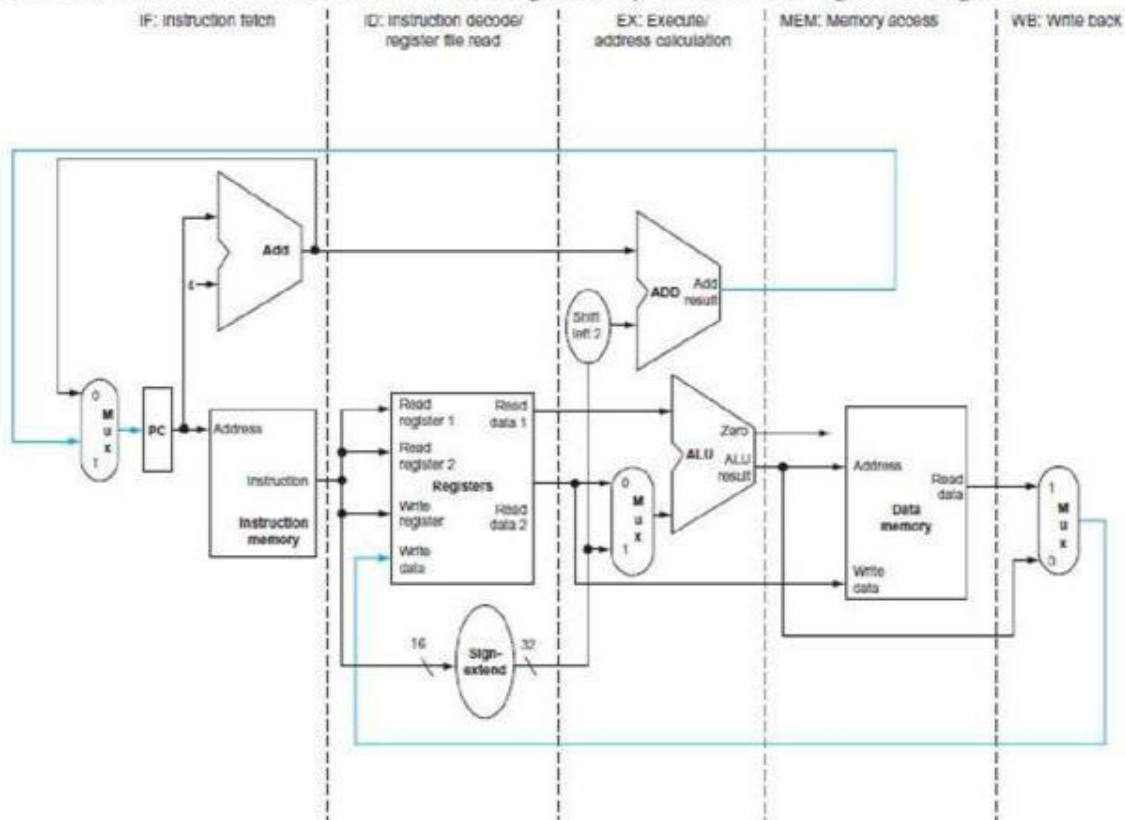 IF: Instruction fetch
ID: Instruction decode/
register file read
EX: Execute/
address calculation
MEM: Memory access
WB: Write back
Add
4
ADD
Add
result
Shift
left 2
0
M
u
x
1
PC
Address
Instruction
Instruction
memory
Read
register 1
Read
data 1
Read
register 2
Registers
Write
register
Read
data 2
Write
data
0
M
u
x
1
Zero
ALU
ALU
result
Address
Read
data
Data
memory
Write
data
1
M
u
x
0
16
Sign-
extend
32